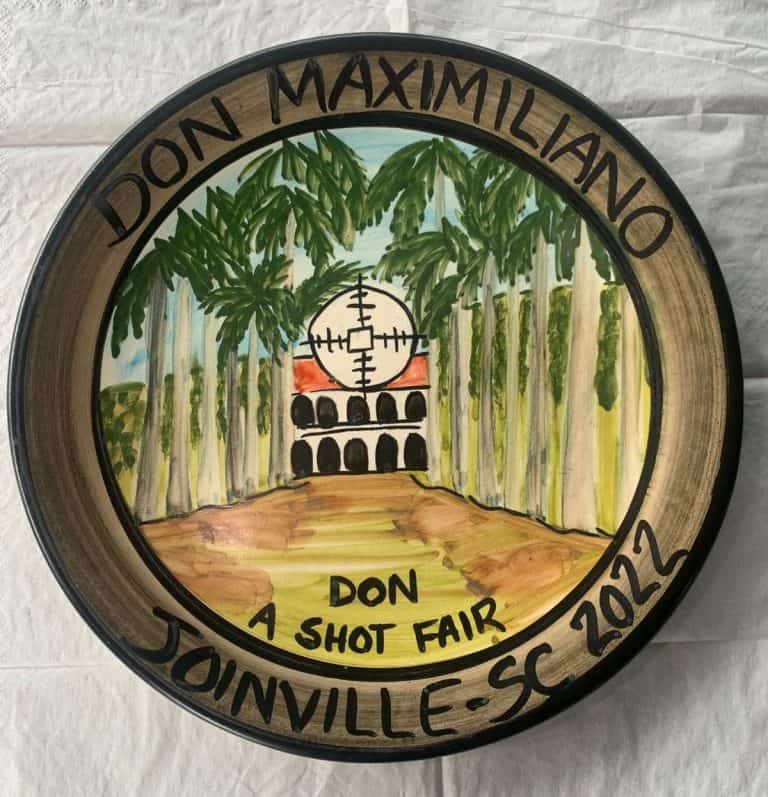 DON MAXIMILIANO
DON
A SHOT FAIR
JOINVILLE-SC 2022